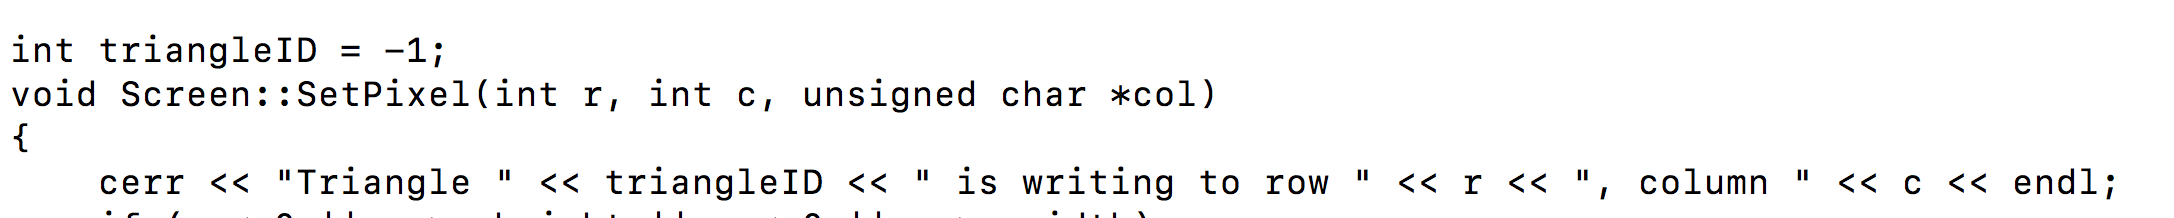 int triangleID = -1;
void Screen::SetPixel(int r, int c, unsigned char *col)
{
    cerr << "Triangle " << triangleID << " is writing to row " << r << ", column " << c << endl;